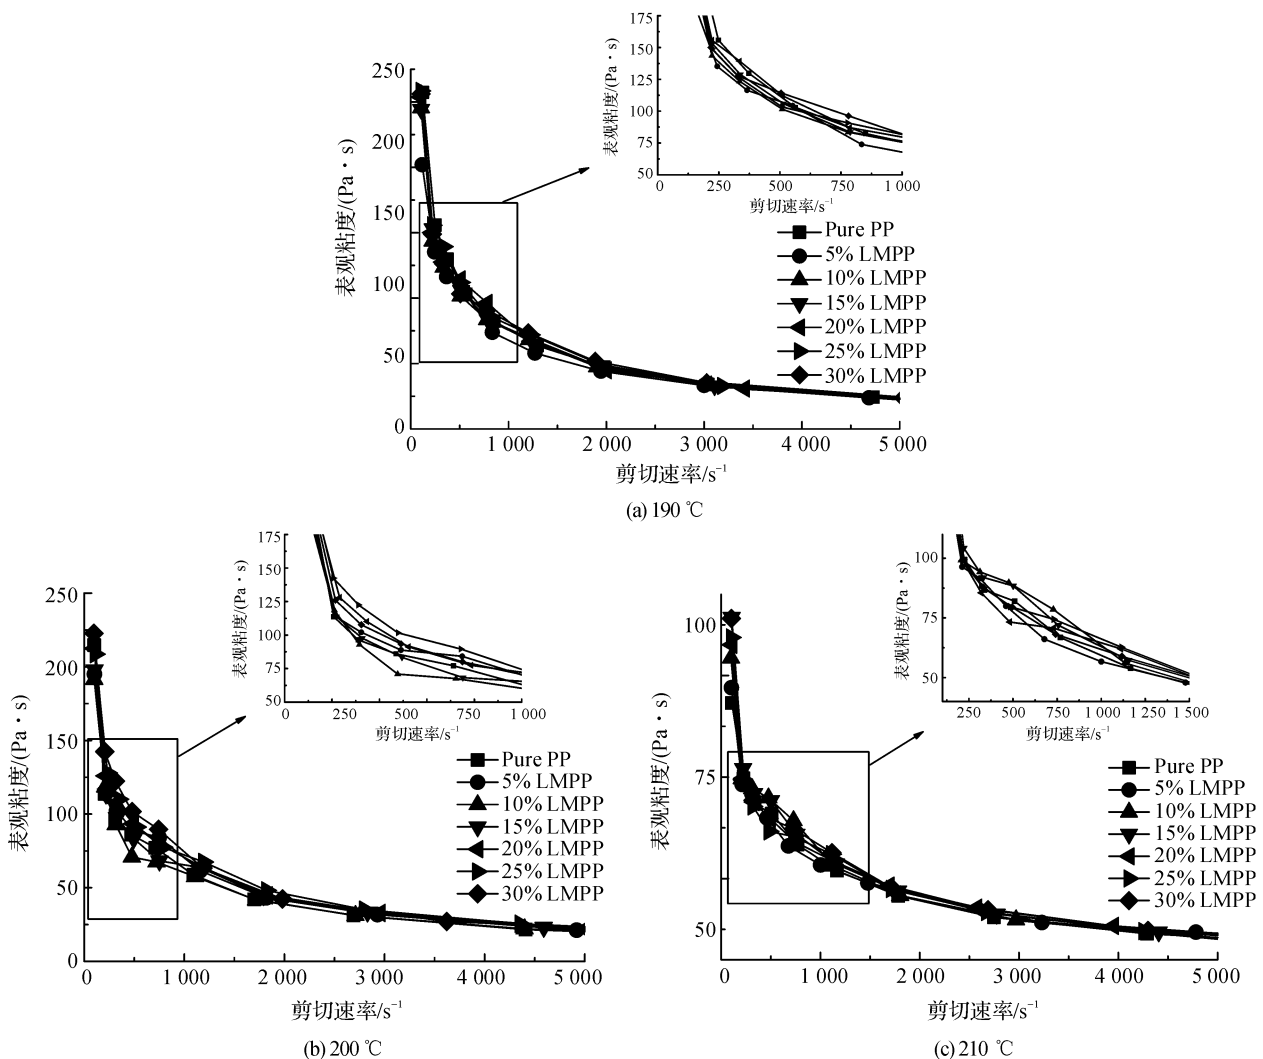 175
150
125
100
75
50
表观粘度/(Pa·s)
0 250 500 750 1 000
剪切速率/s⁻¹
250
200
150
100
50
0
表观粘度/(Pa·s)
Pure PP
5% LMPP
10% LMPP
15% LMPP
20% LMPP
25% LMPP
30% LMPP
0 1 000 2 000 3 000 4 000 5 000
剪切速率/s⁻¹
(a) 190 ℃
175
150
125
100
75
50
表观粘度/(Pa·s)
0 250 500 750 1 000
剪切速率/s⁻¹
250
200
150
100
50
0
表观粘度/(Pa·s)
Pure PP
5% LMPP
10% LMPP
15% LMPP
20% LMPP
25% LMPP
30% LMPP
0 1 000 2 000 3 000 4 000 5 000
剪切速率/s⁻¹
(b) 200 ℃
100
75
50
表观粘度/(Pa·s)
250 500 750 1 000 1 250 1 500
剪切速率/s⁻¹
100
75
50
表观粘度/(Pa·s)
Pure PP
5% LMPP
10% LMPP
15% LMPP
20% LMPP
25% LMPP
30% LMPP
0 1 000 2 000 3 000 4 000 5 000
剪切速率/s⁻¹
(c) 210 ℃